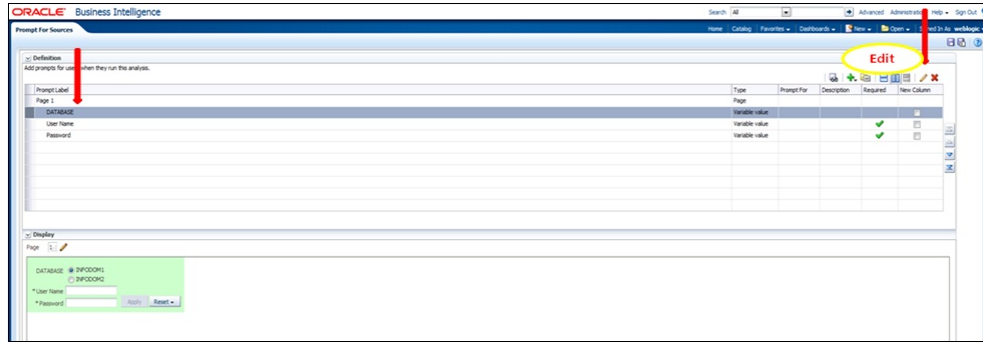 ORACLE Business Intelligence
Search All Advanced Administration Help Sign Out
Prompt For Sources
Home Catalog Favorites Dashboards New Open Signed In As weblogic
Definition
Add prompts for users when they run this analysis.
Edit
Prompt Label Type Prompt For Description Required New Column
Page 1 Page
DATABASE Variable value
User Name Variable value
Password Variable value
Display
Page 1
DATABASE INFODOM1
INFODOM2
* User Name
* Password Apply Reset